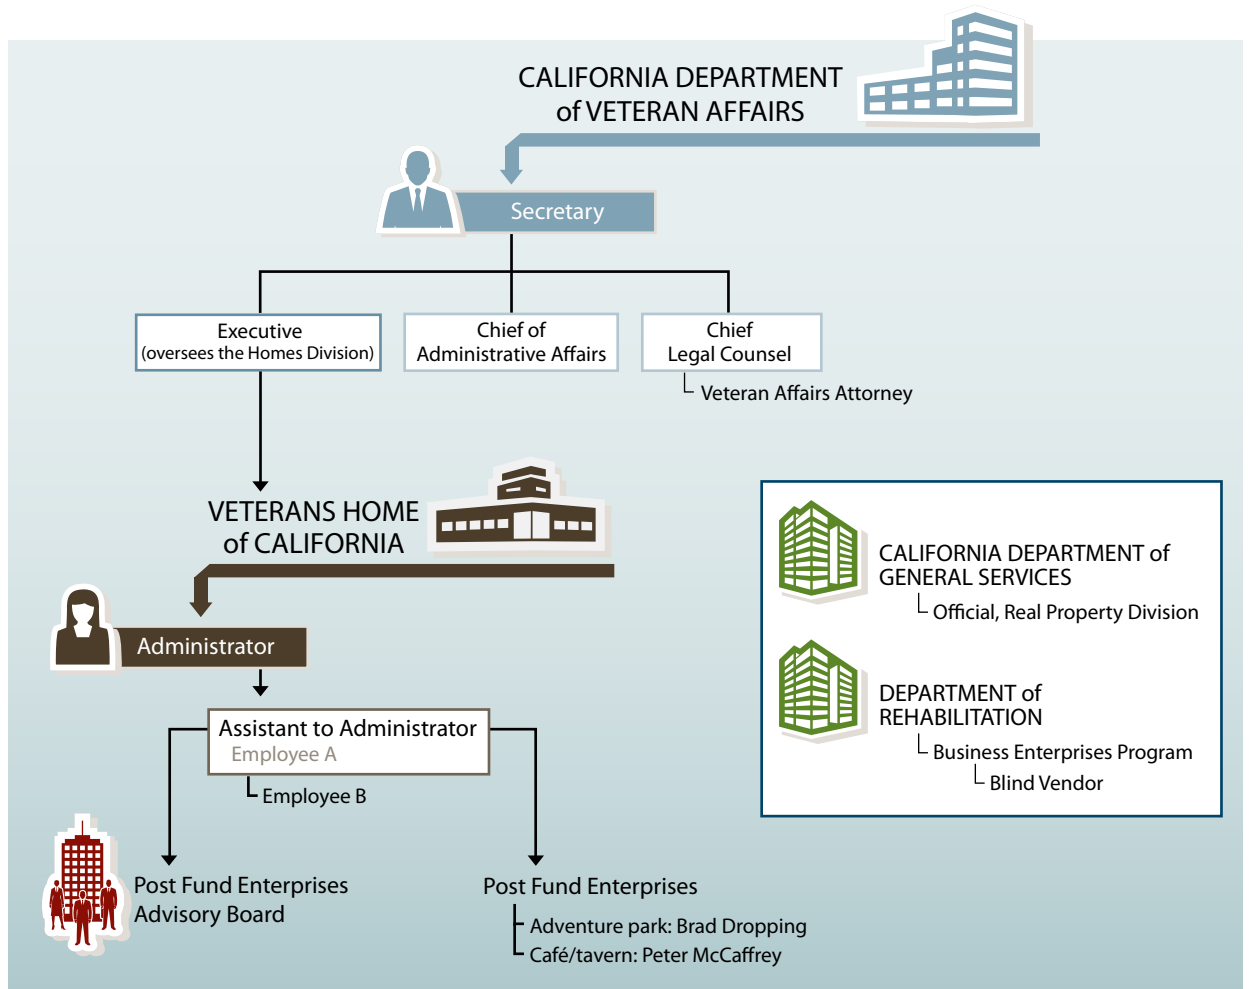 CALIFORNIA DEPARTMENT
of VETERAN AFFAIRS
Secretary
Executive
(oversees the Homes Division)
Chief of
Administrative Affairs
Chief
Legal Counsel
Veteran Affairs Attorney
VETERANS HOME
of CALIFORNIA
Administrator
Assistant to Administrator
Employee A
Employee B
Post Fund Enterprises
Advisory Board
Post Fund Enterprises
Adventure park: Brad Dropping
Café/tavern: Peter McCaffrey
CALIFORNIA DEPARTMENT of
GENERAL SERVICES
Official, Real Property Division
DEPARTMENT of
REHABILITATION
Business Enterprises Program
Blind Vendor